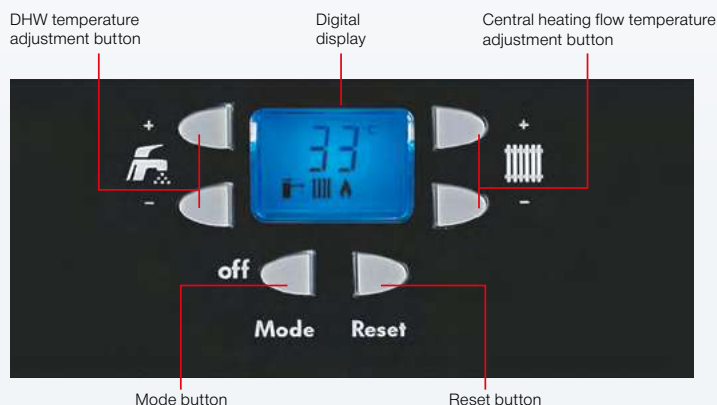 DHW temperature
adjustment button
Digital
display
Central heating flow temperature
adjustment button
+
+
33°C
-
-
off
Mode Reset
Mode button
Reset button